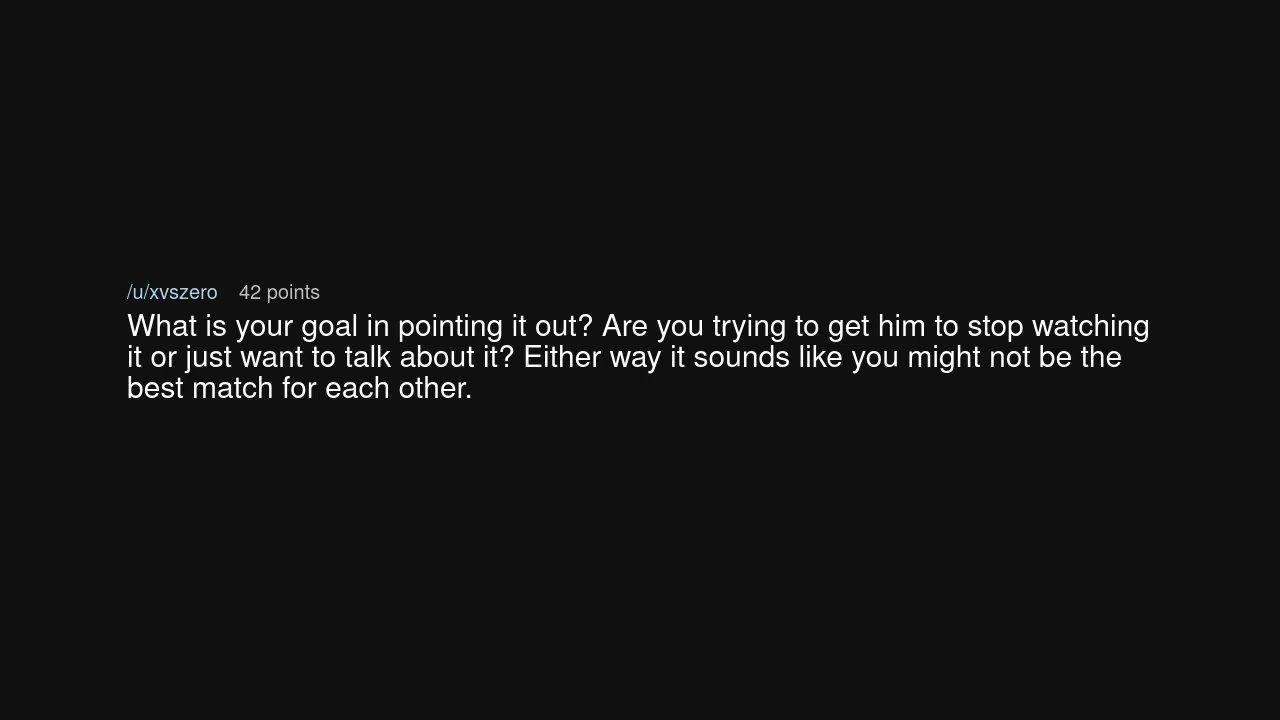 /u/xvszero 42 points
What is your goal in pointing it out? Are you trying to get him to stop watching
it or just want to talk about it? Either way it sounds like you might not be the
best match for each other.